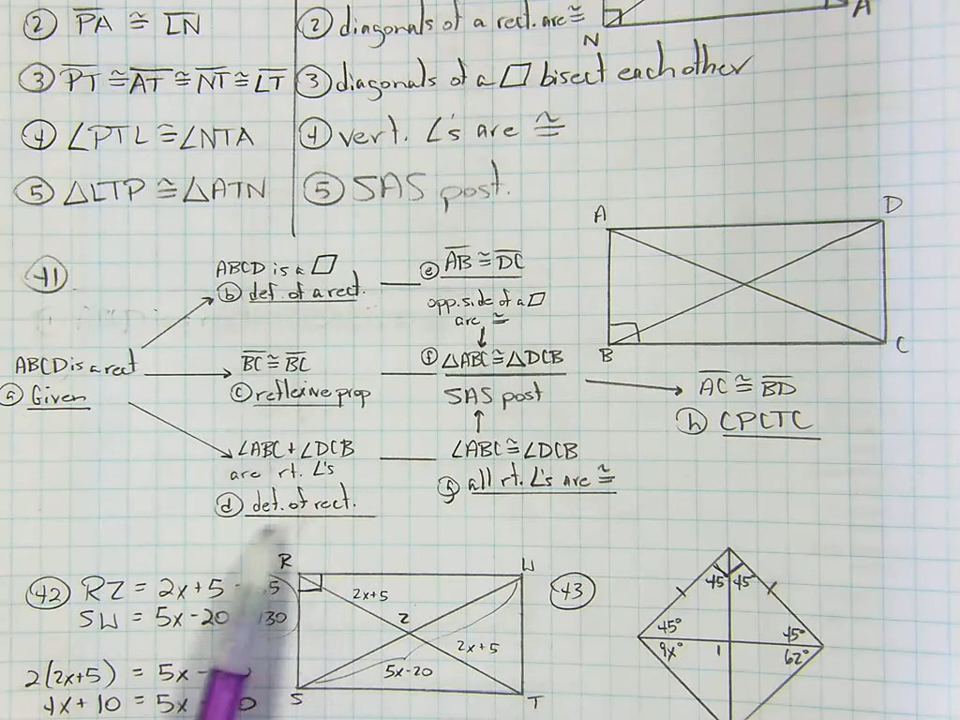 ② PA ≅ LN ② diagonals of a rect. are ≅
③ PT ≅ AT ≅ NT ≅ LT ③ diagonals of a ▱ bisect each other
④ ∠PTL ≅ ∠NTA ④ vert. ∠'s are ≅
⑤ △LTP ≅ △ATN ⑤ SAS post.
N
A
A
D
B
C
41
ABCD is a rect
ⓐ Given
ABCD is a ▱
ⓑ def. of a rect.
BC ≅ BC
ⓒ reflexive prop
∠ABC + ∠DCB
are rt. ∠'s
ⓓ def. of rect.
ⓔ AB ≅ DC
opp. side of a ▱
are ≅
ⓕ △ABC ≅ △DCB
SAS post
∠ABC ≅ ∠DCB
ⓖ all rt. ∠'s are ≅
AC ≅ BD
ⓗ CPCTC
42
RZ = 2x+5
SW = 5x-20
2(2x+5) = 5x
4x+10 = 5x
R
W
2x+5
Z
2x+5
5x-20
S
T
43
45° 45°
45° 45°
9x° 1 62°